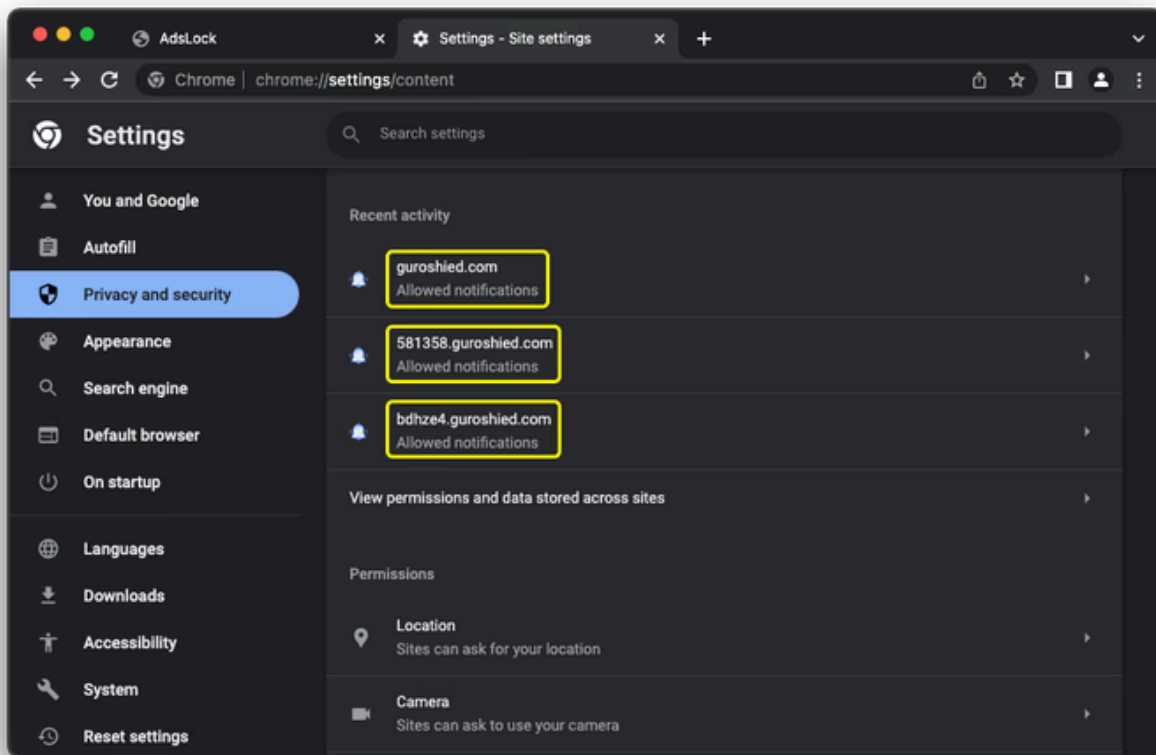 AdsLock
Settings - Site settings
Chrome | chrome://settings/content
Settings
Search settings
You and Google
Autofill
Privacy and security
Appearance
Search engine
Default browser
On startup
Languages
Downloads
Accessibility
System
Reset settings
Recent activity
guroshied.com
Allowed notifications
581358.guroshied.com
Allowed notifications
bdhze4.guroshied.com
Allowed notifications
View permissions and data stored across sites
Permissions
Location
Sites can ask for your location
Camera
Sites can ask to use your camera